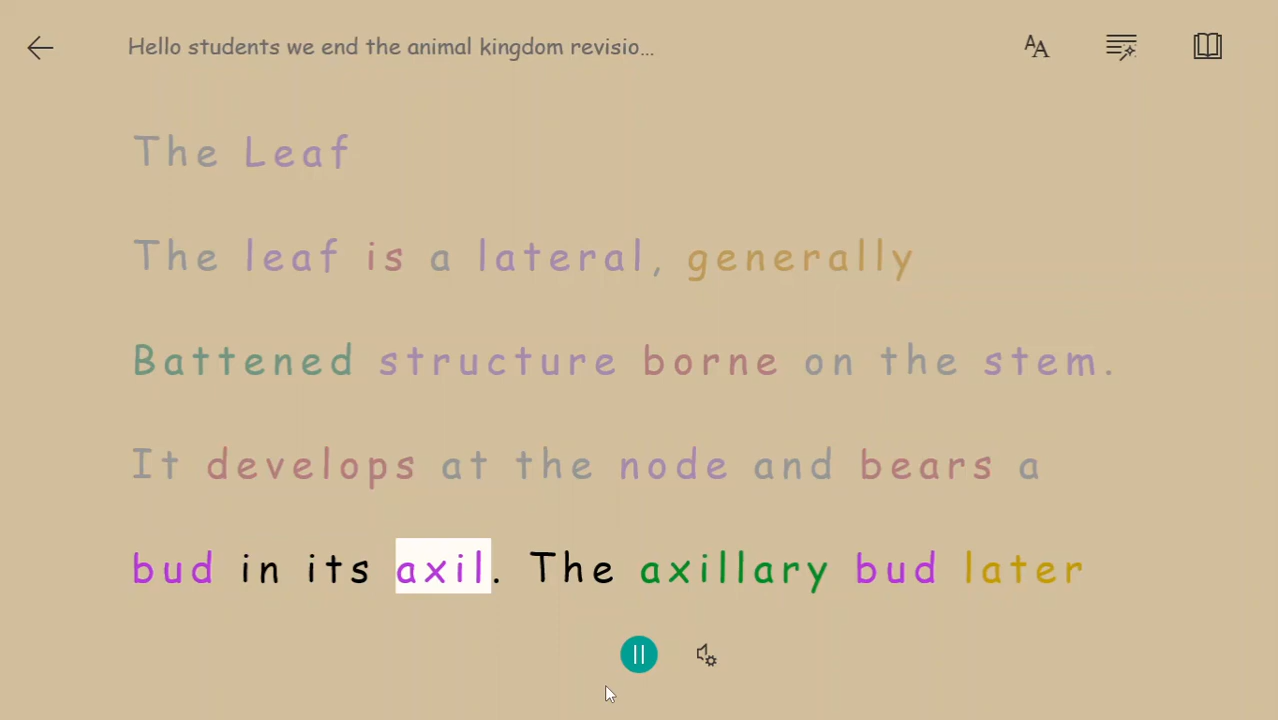 Hello students we end the animal kingdom revisio...
The Leaf
The leaf is a lateral, generally
Battened structure borne on the stem.
It develops at the node and bears a
bud in its axil. The axillary bud later